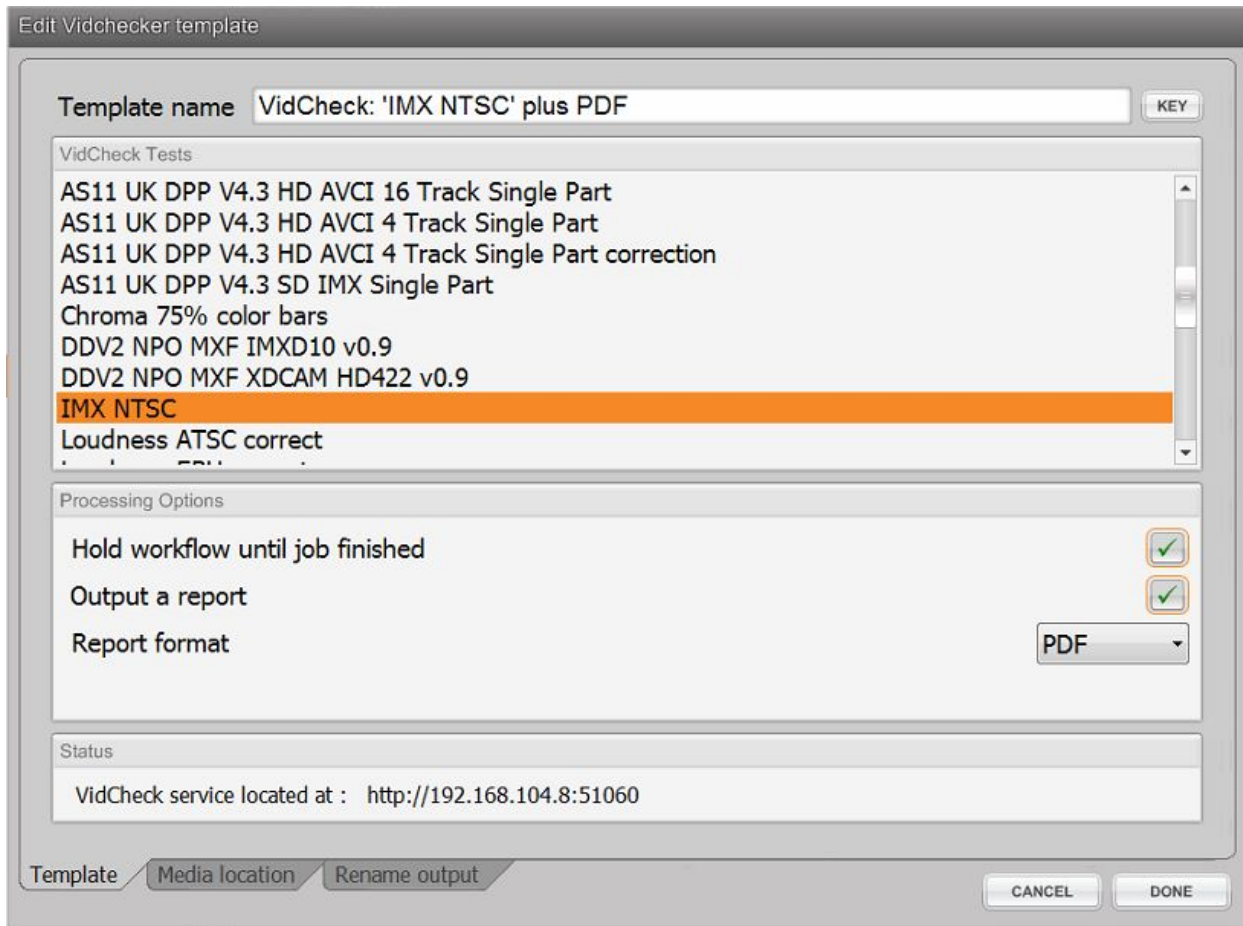 Edit Vidchecker template
Template name VidCheck: 'IMX NTSC' plus PDF KEY
VidCheck Tests
AS11 UK DPP V4.3 HD AVCI 16 Track Single Part
AS11 UK DPP V4.3 HD AVCI 4 Track Single Part
AS11 UK DPP V4.3 HD AVCI 4 Track Single Part correction
AS11 UK DPP V4.3 SD IMX Single Part
Chroma 75% color bars
DDV2 NPO MXF IMXD10 v0.9
DDV2 NPO MXF XDCAM HD422 v0.9
IMX NTSC
Loudness ATSC correct
Processing Options
Hold workflow until job finished
Output a report
Report format PDF
Status
VidCheck service located at : http://192.168.104.8:51060
Template Media location Rename output
CANCEL DONE